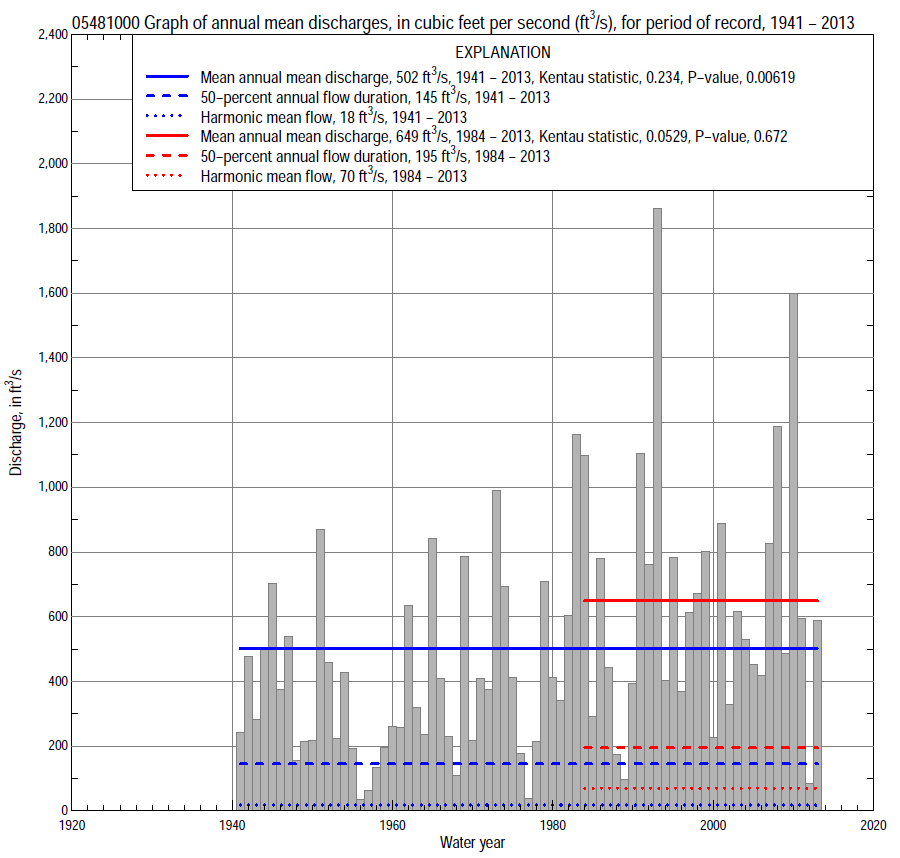 05481000 Graph of annual mean discharges, in cubic feet per second (ft³/s), for period of record, 1941 – 2013
EXPLANATION
Mean annual mean discharge, 502 ft³/s, 1941 – 2013, Kentau statistic, 0.234, P–value, 0.00619
50–percent annual flow duration, 145 ft³/s, 1941 – 2013
Harmonic mean flow, 18 ft³/s, 1941 – 2013
Mean annual mean discharge, 649 ft³/s, 1984 – 2013, Kentau statistic, 0.0529, P–value, 0.672
50–percent annual flow duration, 195 ft³/s, 1984 – 2013
Harmonic mean flow, 70 ft³/s, 1984 – 2013
Discharge, in ft³/s
2,400
2,200
2,000
1,800
1,600
1,400
1,200
1,000
800
600
400
200
0
1920 1940 1960 1980 2000 2020
Water year